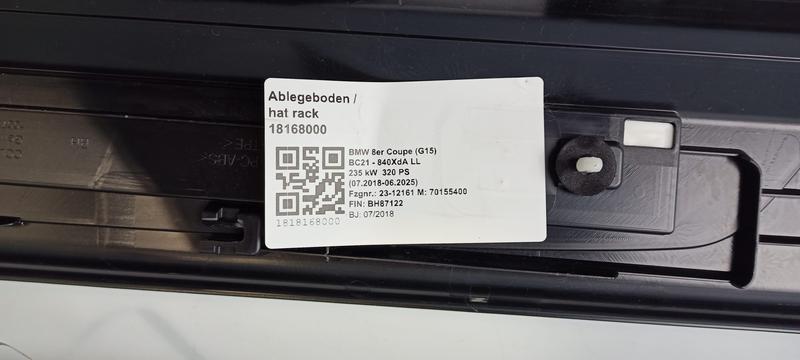 Ablegeboden /
hat rack
18168000
BMW 8er Coupe (G15)
BC21 - 840XdA LL
235 kW 320 PS
(07.2018-06.2025)
Fzgnr.: 23-12161 M: 70155400
FIN: BH87122
BJ: 07/2018
1818168000